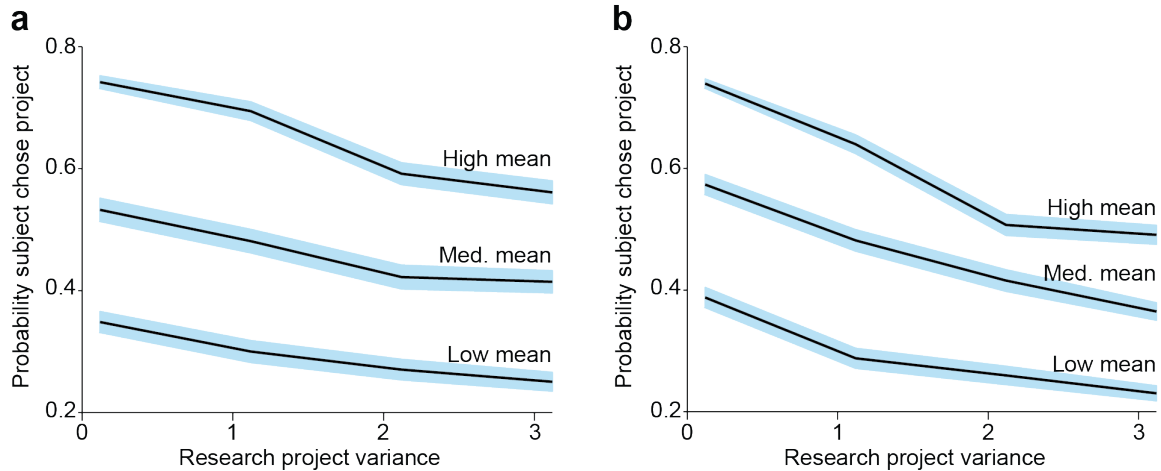 a
0.8
0.6
0.4
0.2
0
1
2
3
Probability subject chose project
High mean
Med. mean
Low mean
Research project variance
b
0.8
0.6
0.4
0.2
0
1
2
3
Probability subject chose project
High mean
Med. mean
Low mean
Research project variance